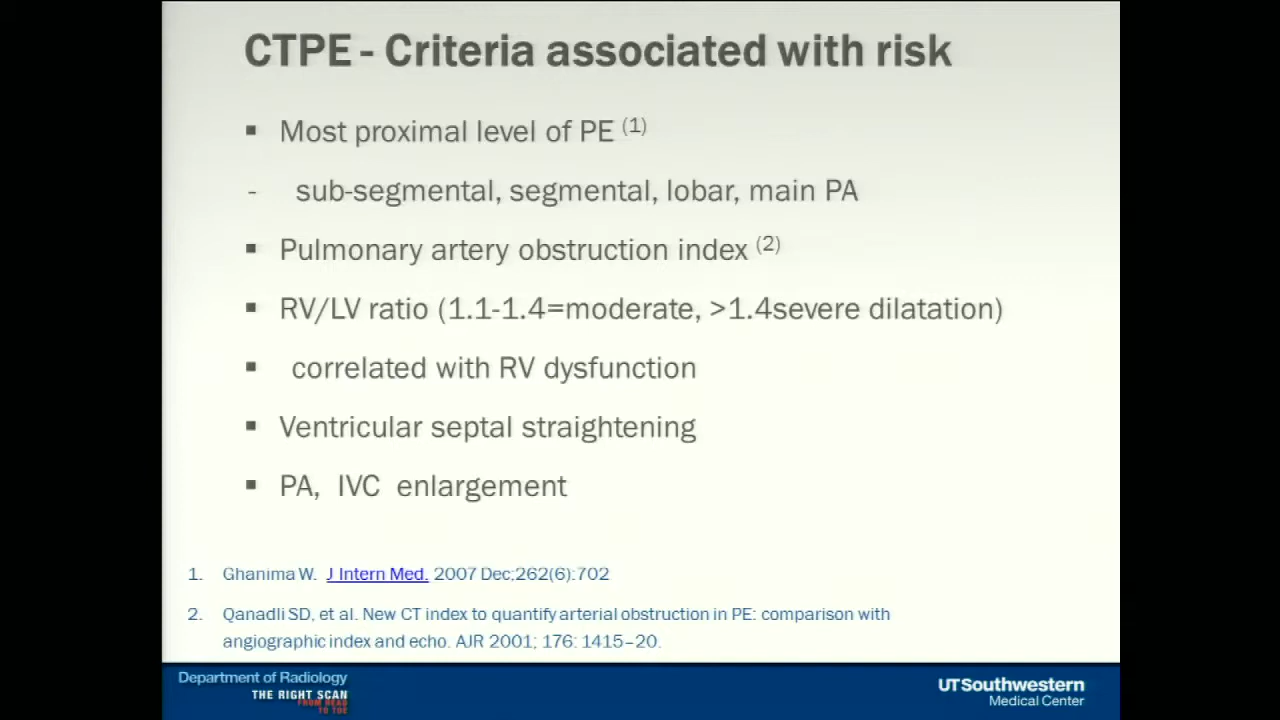 CTPE - Criteria associated with risk
▪ Most proximal level of PE (1)
- sub-segmental, segmental, lobar, main PA
▪ Pulmonary artery obstruction index (2)
▪ RV/LV ratio (1.1-1.4=moderate, >1.4severe dilatation)
▪ correlated with RV dysfunction
▪ Ventricular septal straightening
▪ PA, IVC enlargement
1. Ghanima W. J Intern Med. 2007 Dec;262(6):702
2. Qanadli SD, et al. New CT index to quantify arterial obstruction in PE: comparison with
angiographic index and echo. AJR 2001; 176: 1415–20.
Department of Radiology
THE RIGHT SCAN
FROM HEAD
TO TOE
UTSouthwestern
Medical Center